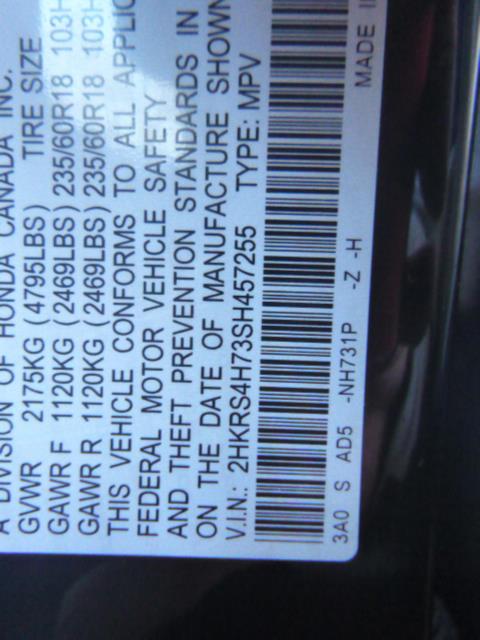 A DIVISION OF HONDA CANADA INC.
GVWR 2175KG (4795LBS) TIRE SIZE
GAWR F 1120KG (2469LBS) 235/60R18 103H
GAWR R 1120KG (2469LBS) 235/60R18 103H
THIS VEHICLE CONFORMS TO ALL APPLIC
FEDERAL MOTOR VEHICLE SAFETY
AND THEFT PREVENTION STANDARDS IN
ON THE DATE OF MANUFACTURE SHOWN
V.I.N.: 2HKRS4H73SH457255 TYPE: MPV
3A0 S AD5 -NH731P -Z -H MADE IN